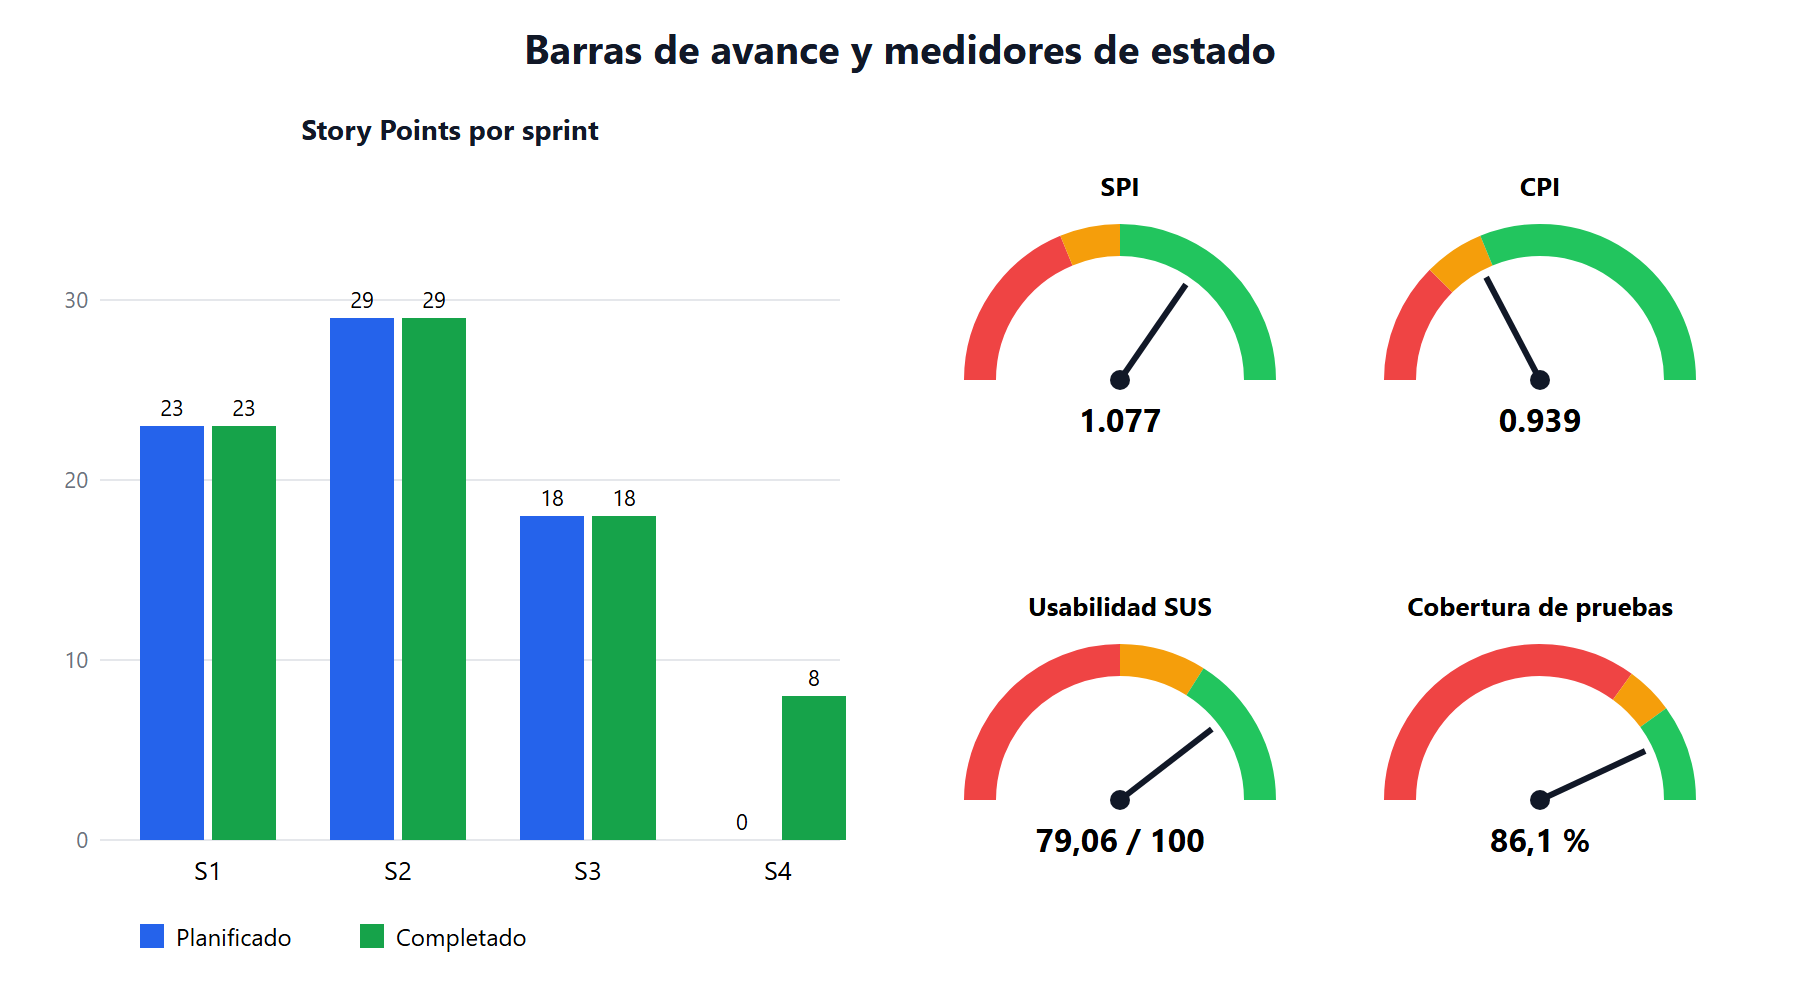 Barras de avance y medidores de estado
Story Points por sprint
30
20
10
0
23
23
29
29
18
18
0
8
S1
S2
S3
S4
Planificado
Completado
SPI
1.077
CPI
0.939
Usabilidad SUS
79,06 / 100
Cobertura de pruebas
86,1 %